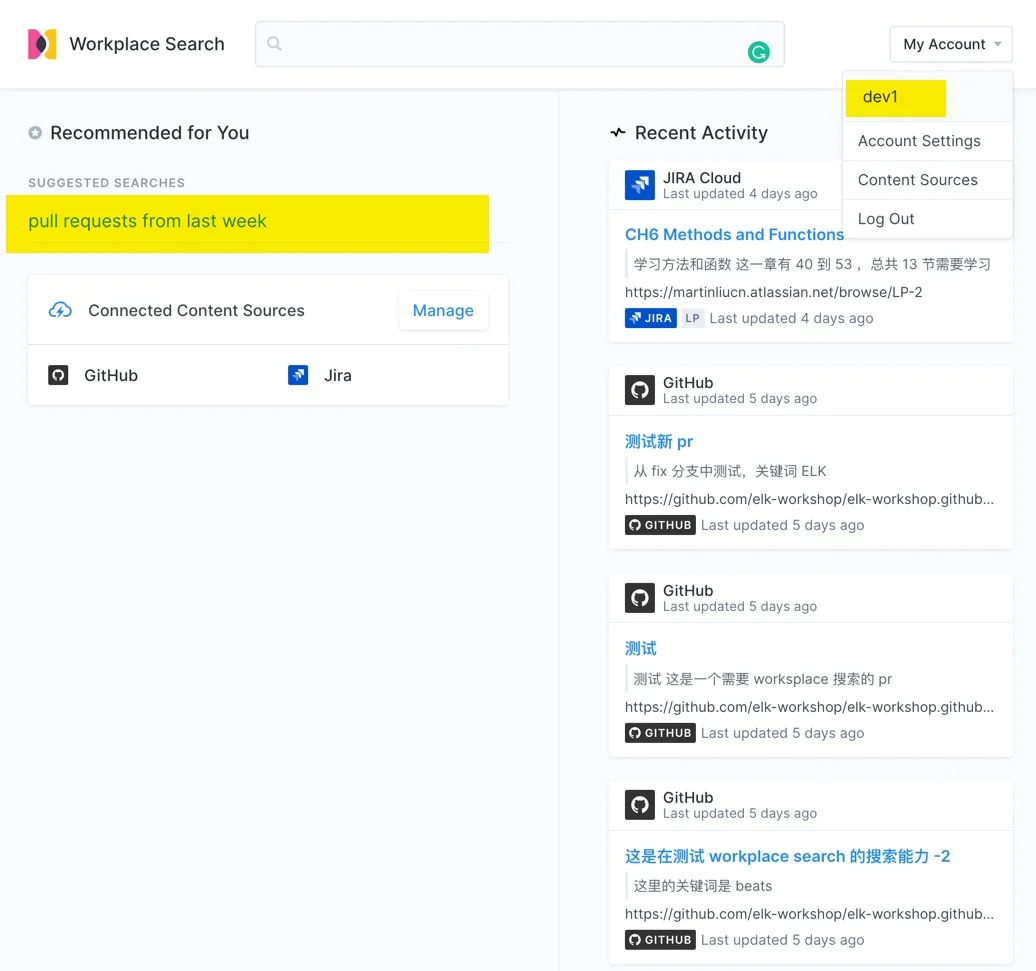 Workplace Search
My Account
dev1
Account Settings
Content Sources
Log Out
Recommended for You
SUGGESTED SEARCHES
pull requests from last week
Connected Content Sources
Manage
GitHub
Jira
Recent Activity
JIRA Cloud
Last updated 4 days ago
CH6 Methods and Functions
学习方法和函数 这一章有 40 到 53 ，总共 13 节需要学习
https://martinliucn.atlassian.net/browse/LP-2
JIRA LP Last updated 4 days ago
GitHub
Last updated 5 days ago
测试新 pr
从 fix 分支中测试，关键词 ELK
https://github.com/elk-workshop/elk-workshop.github...
GITHUB Last updated 5 days ago
GitHub
Last updated 5 days ago
测试
测试 这是一个需要 worksplace 搜索的 pr
https://github.com/elk-workshop/elk-workshop.github...
GITHUB Last updated 5 days ago
GitHub
Last updated 5 days ago
这是在测试 workplace search 的搜索能力 -2
这里的关键词是 beats
https://github.com/elk-workshop/elk-workshop.github...
GITHUB Last updated 5 days ago